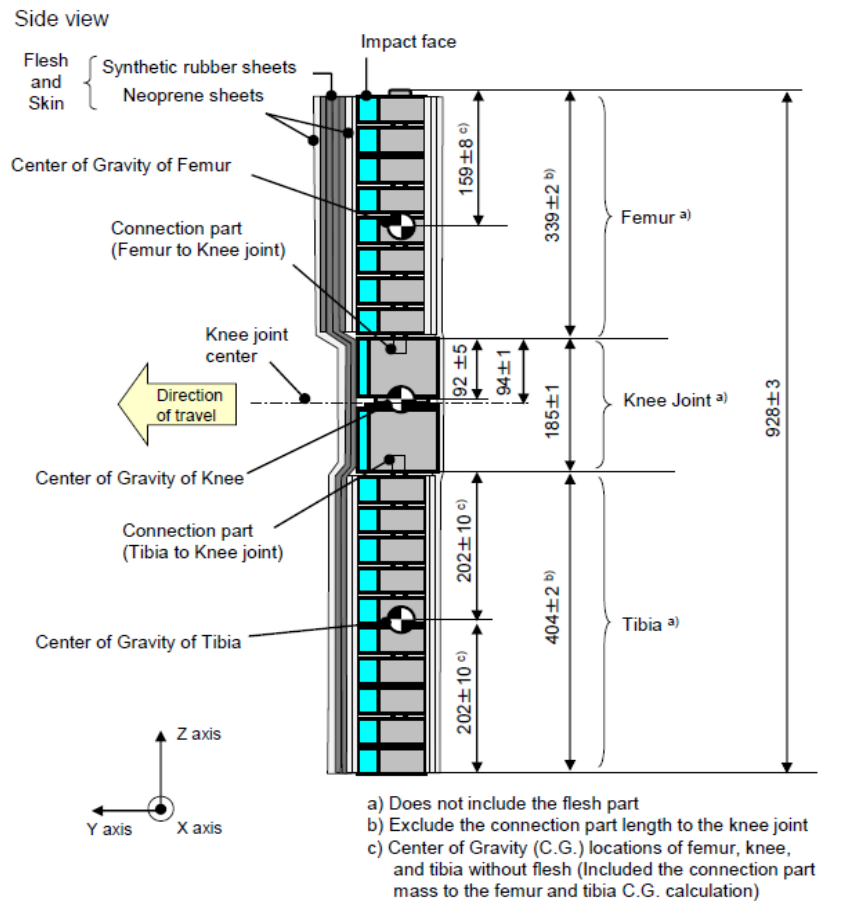 Side view
Impact face
Flesh
and
Skin
Synthetic rubber sheets
Neoprene sheets
Center of Gravity of Femur
159±8 c)
339±2 b)
Femur a)
Connection part
(Femur to Knee joint)
Knee joint
center
92 ±5
94±1
185±1
Knee Joint a)
928±3
Direction
of travel
Center of Gravity of Knee
Connection part
(Tibia to Knee joint)
202±10 c)
404±2 b)
Tibia a)
Center of Gravity of Tibia
202±10 c)
Z axis
Y axis
X axis
a) Does not include the flesh part
b) Exclude the connection part length to the knee joint
c) Center of Gravity (C.G.) locations of femur, knee,
and tibia without flesh (Included the connection part
mass to the femur and tibia C.G. calculation)